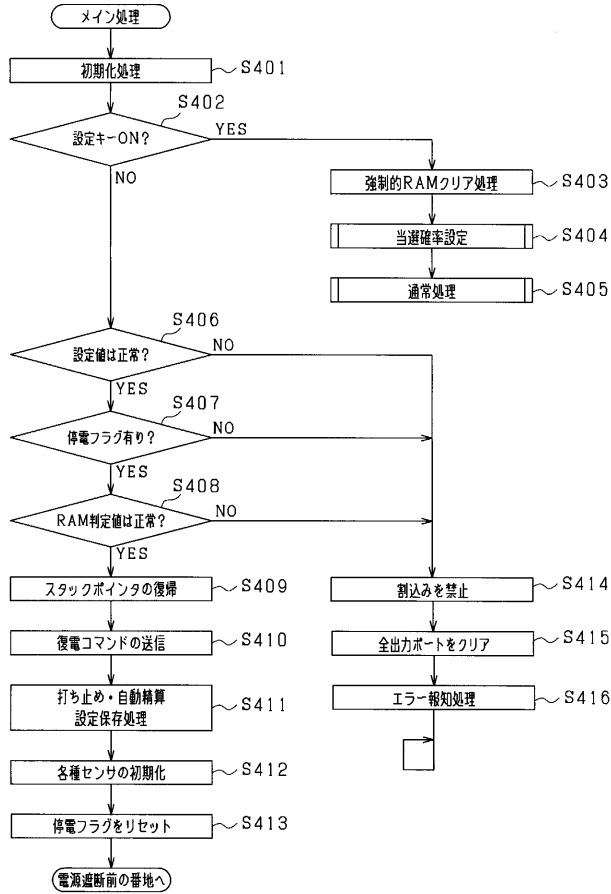 メイン処理
初期化処理 S401
S402
設定キーON?
YES
NO
強制的RAMクリア処理 S403
当選確率設定 S404
通常処理 S405
S406
設定値は正常?
NO
YES
S407
停電フラグ有り?
NO
YES
S408
RAM判定値は正常?
NO
YES
スタックポインタの復帰 S409
割込みを禁止 S414
復電コマンドの送信 S410
全出力ポートをクリア S415
打ち止め・自動精算
設定保存処理 S411
エラー報知処理 S416
各種センサの初期化 S412
停電フラグをリセット S413
電源遮断前の番地へ